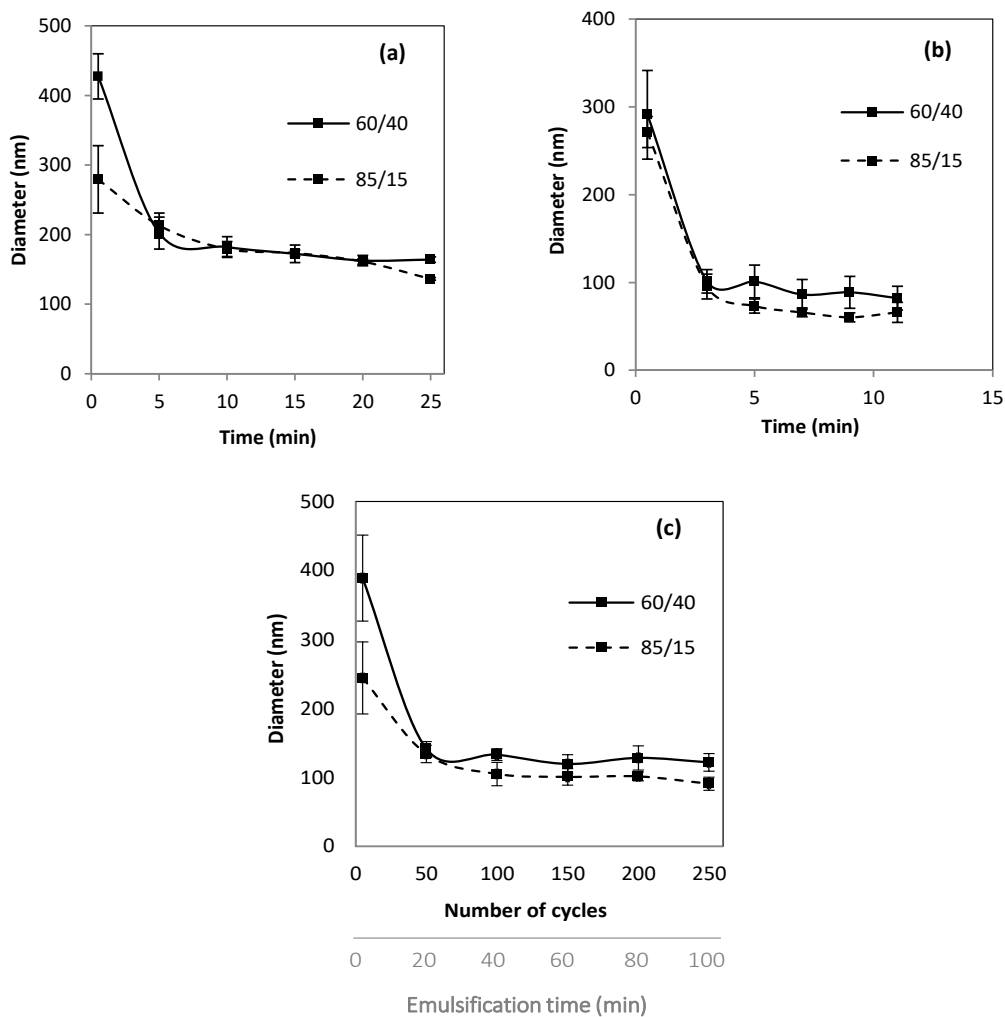 500
400
300
200
100
0
Diameter (nm)
(a)
60/40
85/15
0 5 10 15 20 25
Time (min)
400
300
200
100
0
Diameter (nm)
(b)
60/40
85/15
0 5 10 15
Time (min)
500
400
300
200
100
0
Diameter (nm)
(c)
60/40
85/15
0 50 100 150 200 250
Number of cycles
0 20 40 60 80 100
Emulsification time (min)